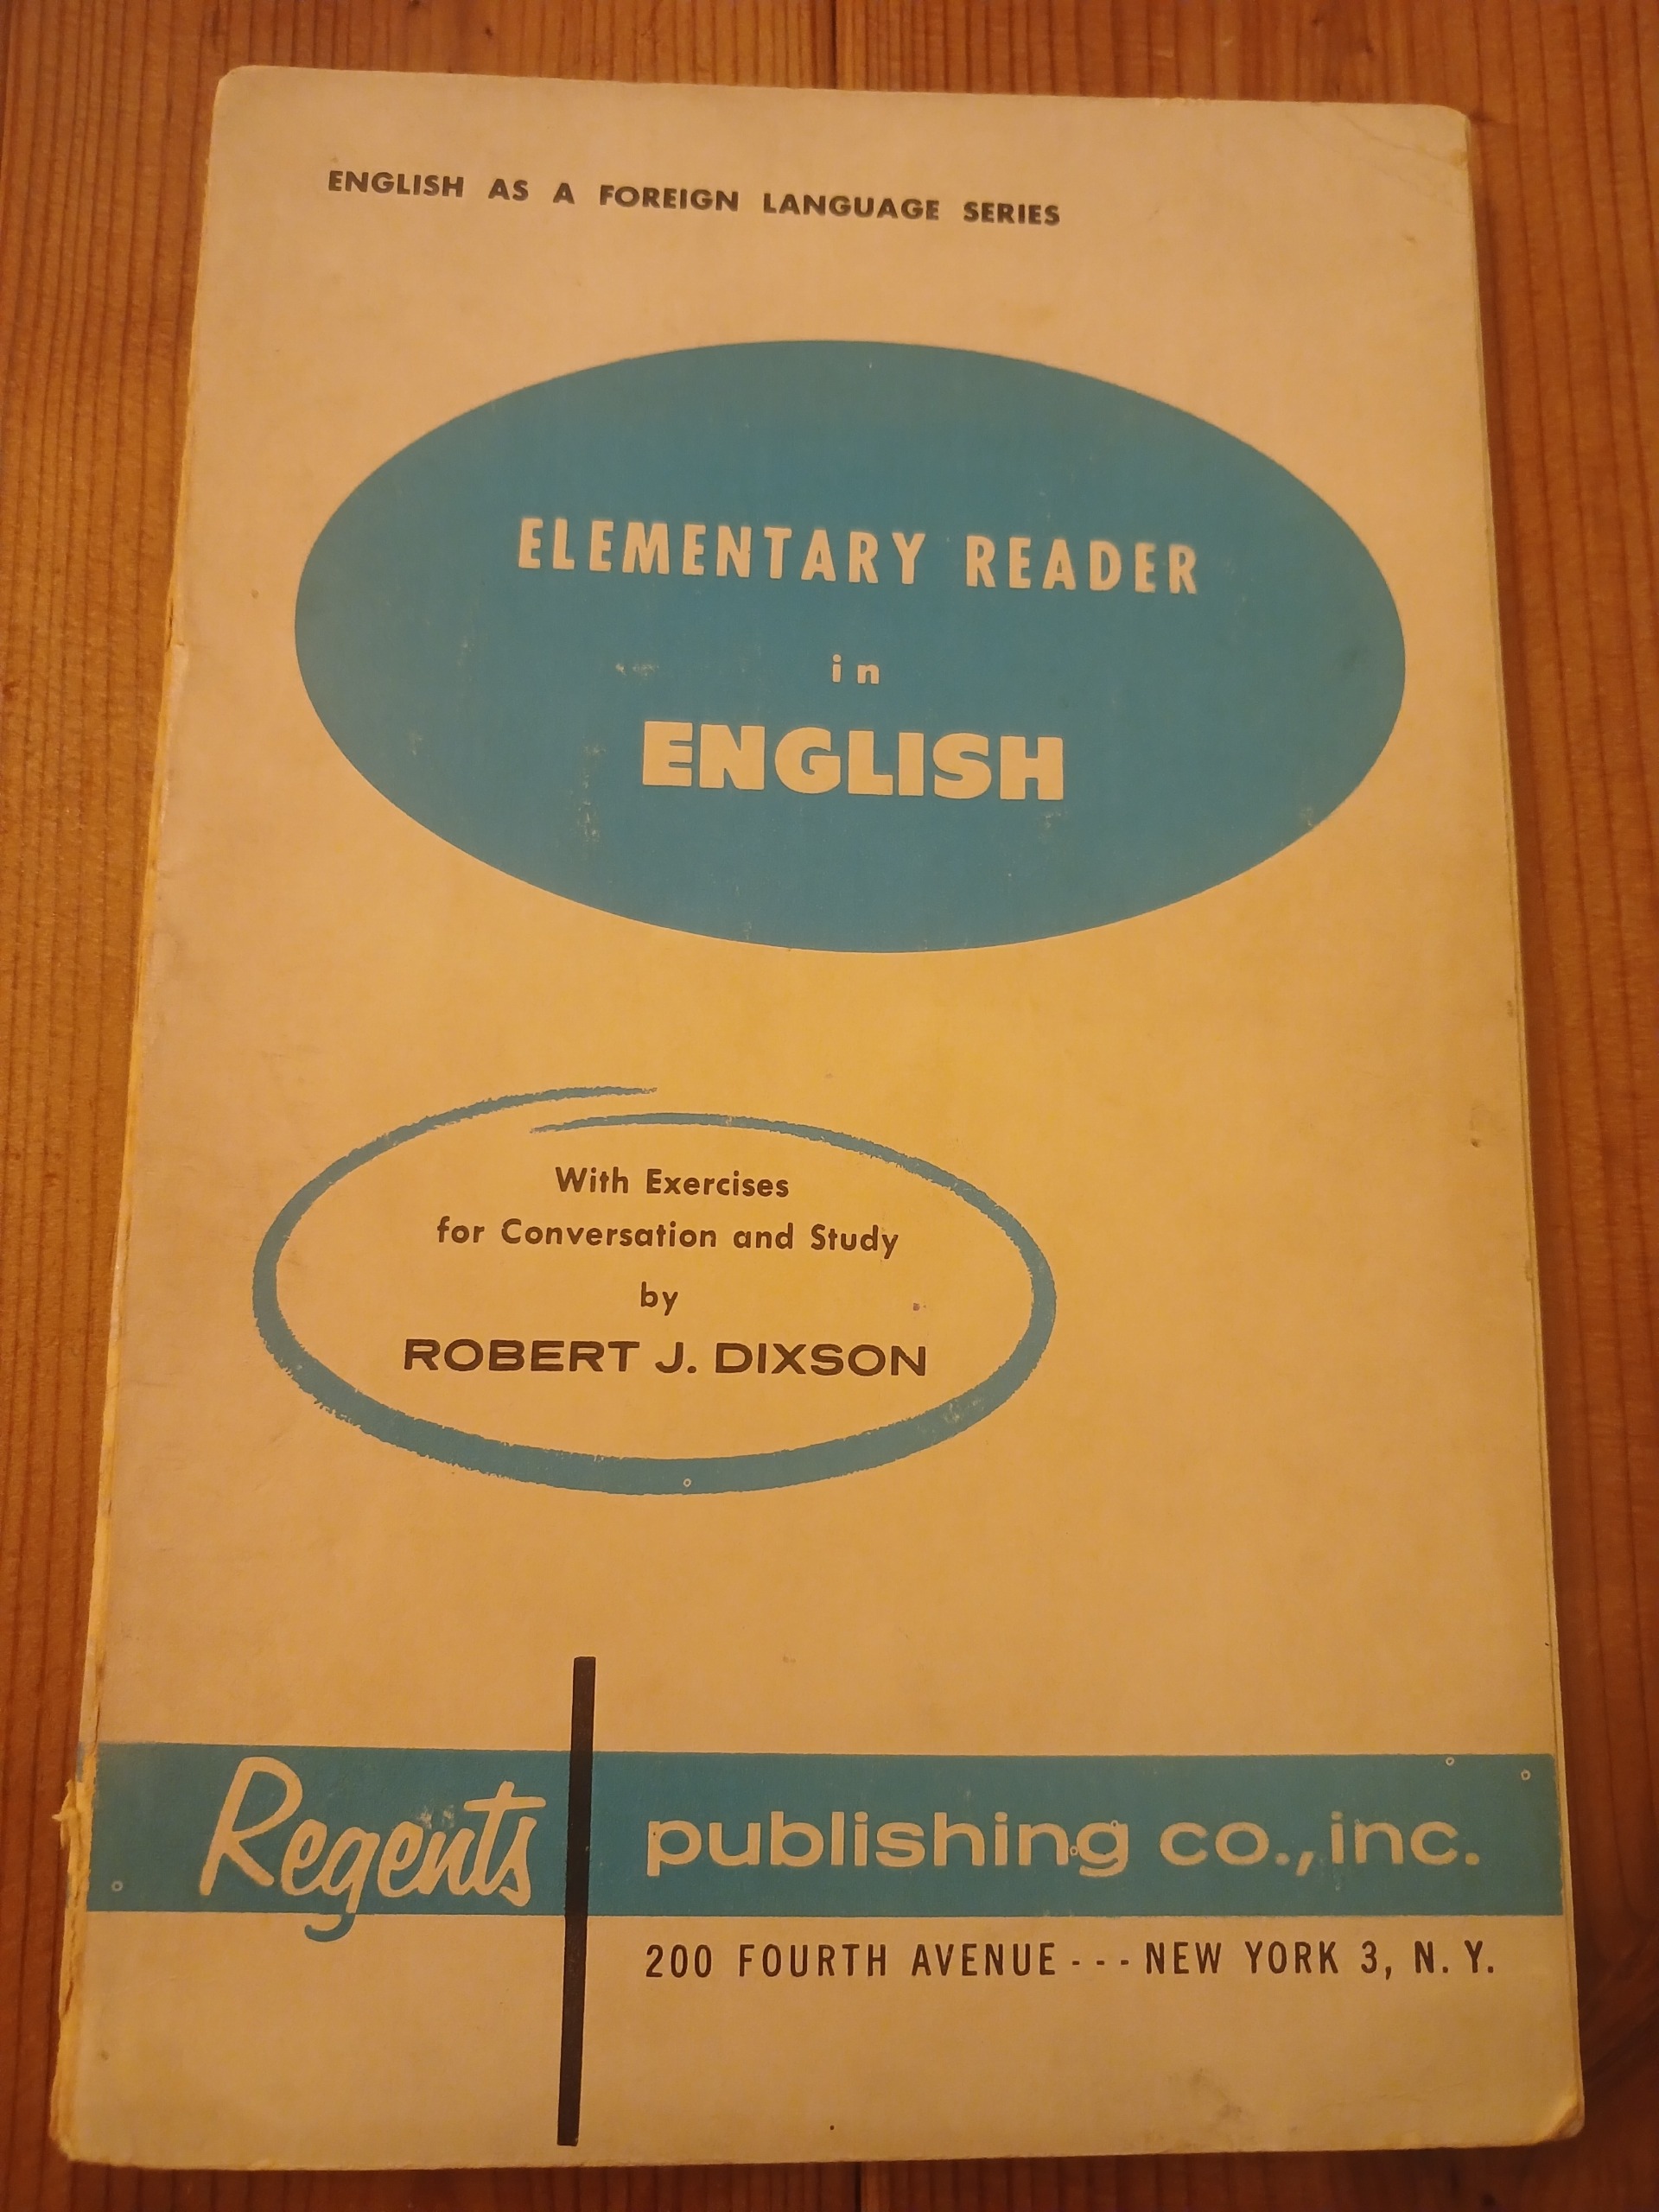 ENGLISH AS A FOREIGN LANGUAGE SERIES
ELEMENTARY READER
in
ENGLISH
With Exercises
for Conversation and Study
by
ROBERT J. DIXSON
Regents publishing co., inc.
200 FOURTH AVENUE --- NEW YORK 3, N. Y.